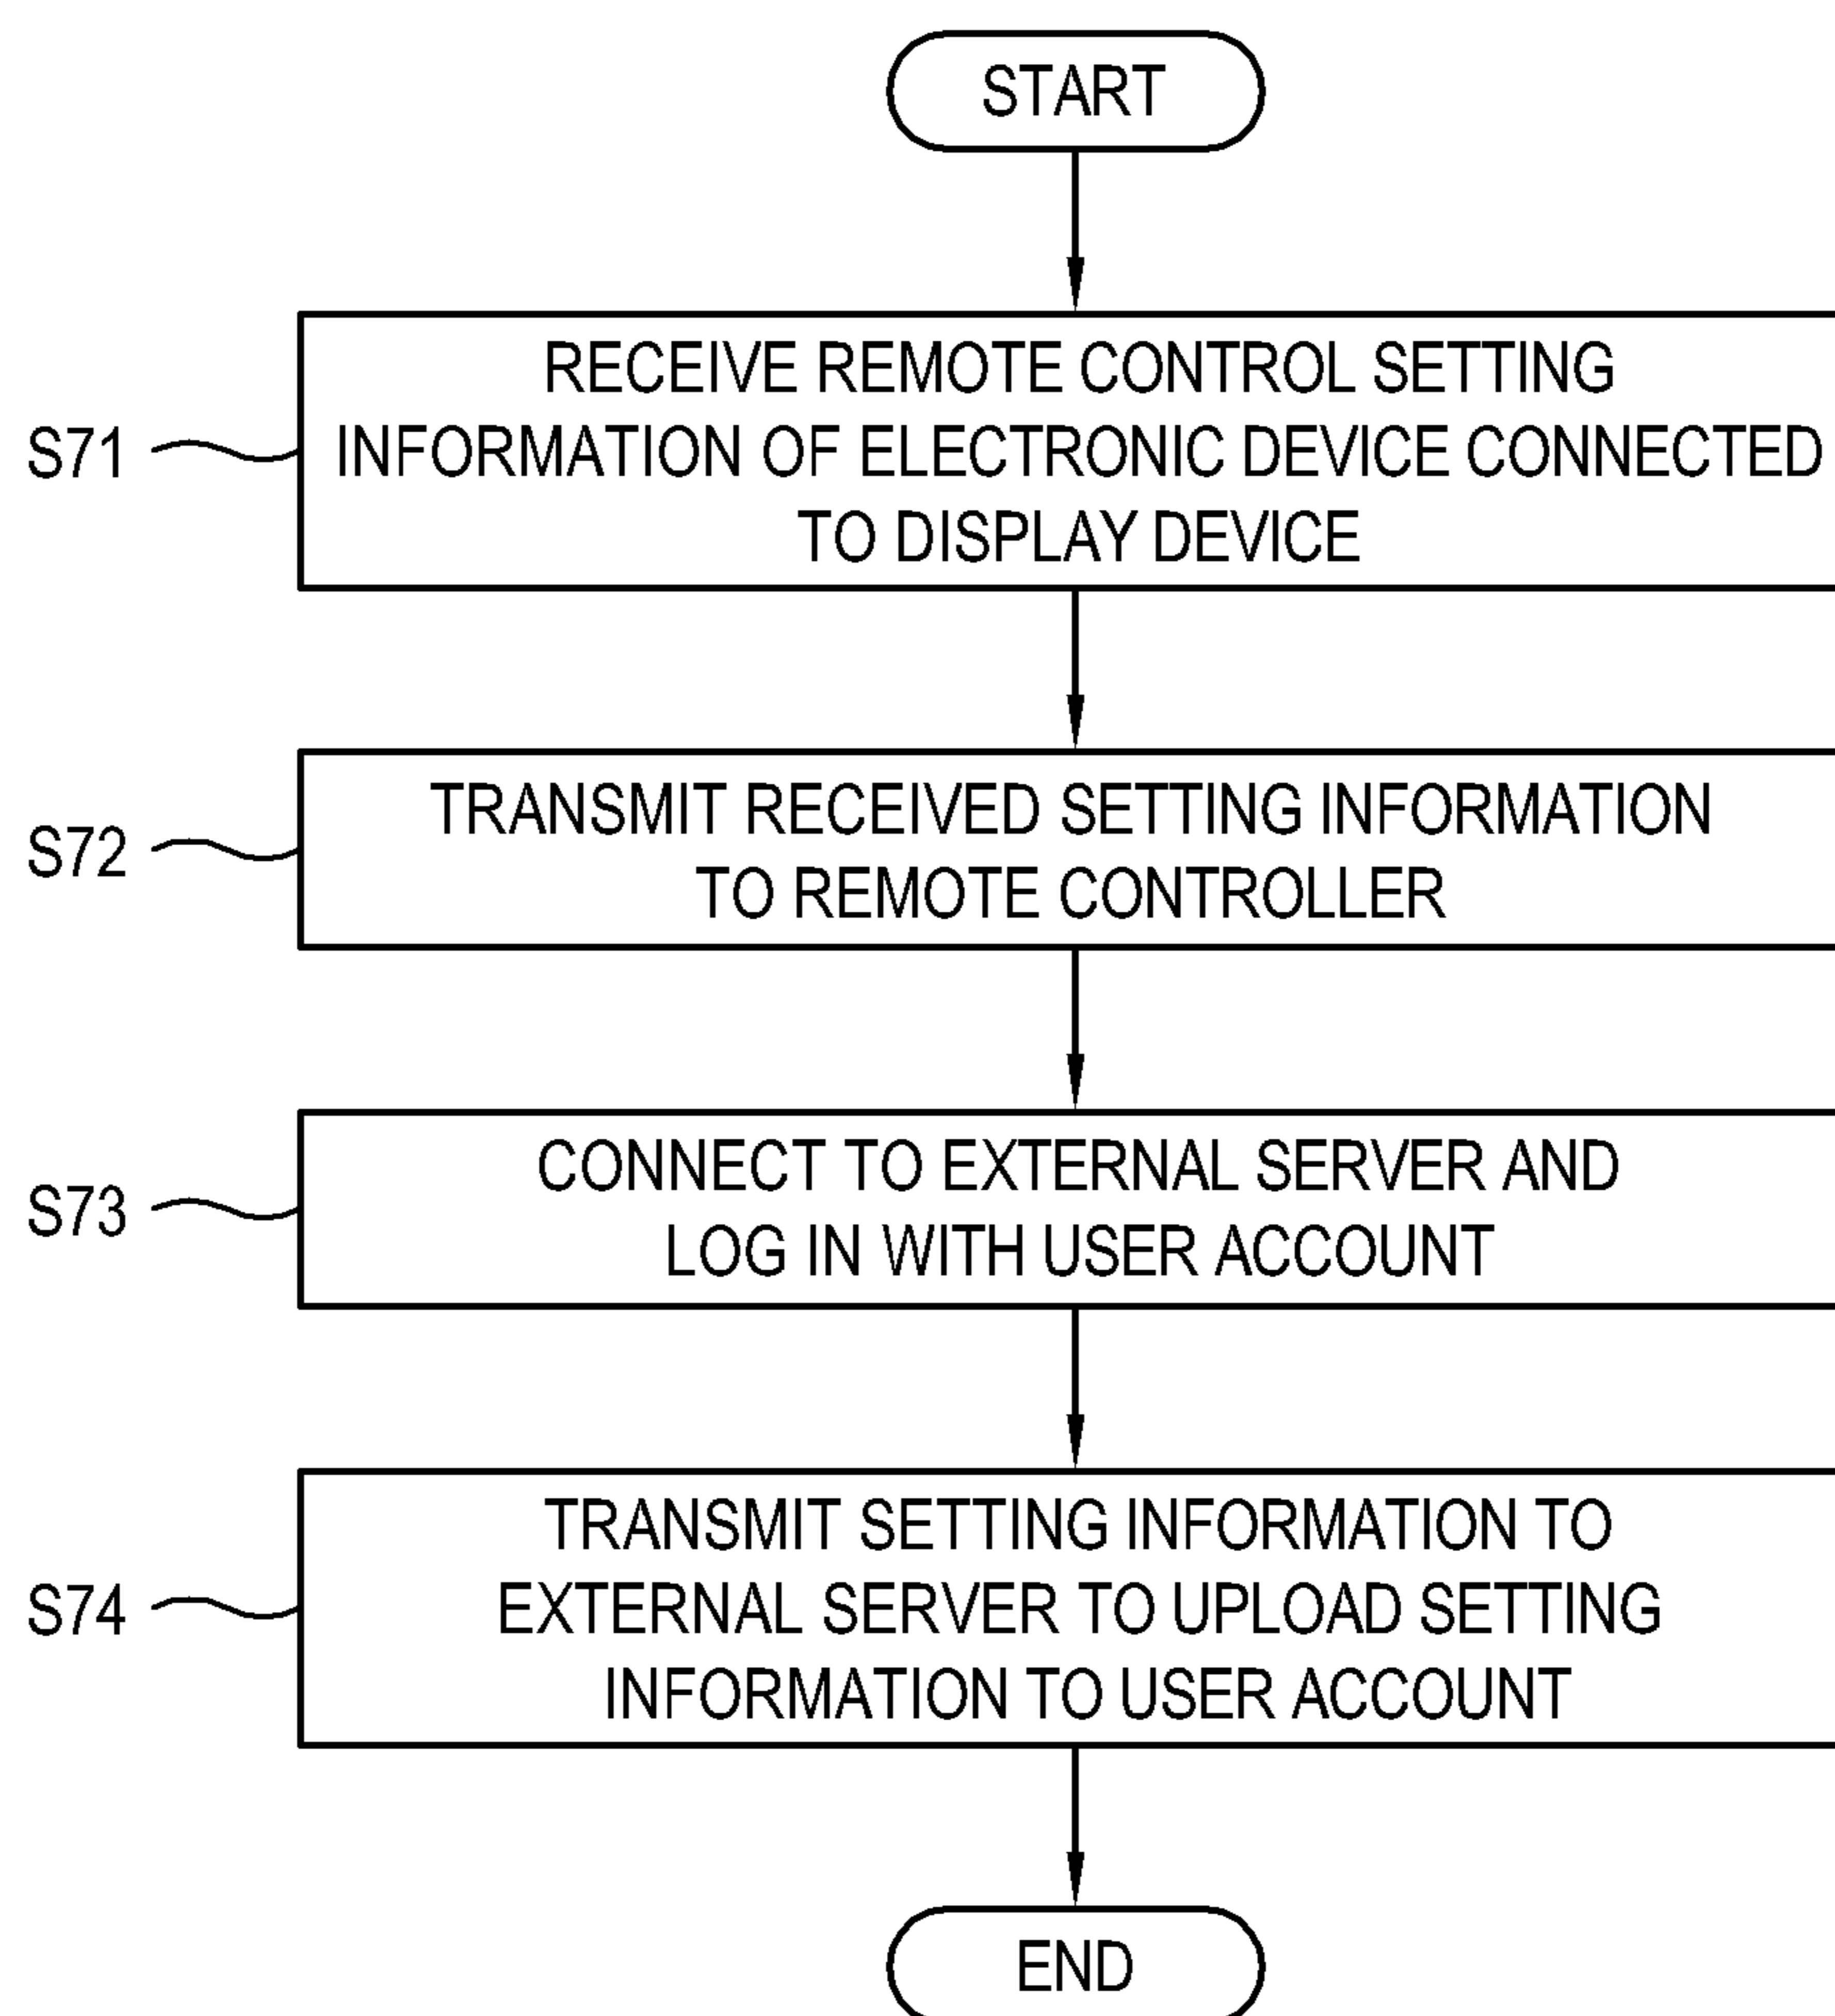 START
S71
RECEIVE REMOTE CONTROL SETTING
INFORMATION OF ELECTRONIC DEVICE CONNECTED
TO DISPLAY DEVICE
S72
TRANSMIT RECEIVED SETTING INFORMATION
TO REMOTE CONTROLLER
S73
CONNECT TO EXTERNAL SERVER AND
LOG IN WITH USER ACCOUNT
S74
TRANSMIT SETTING INFORMATION TO
EXTERNAL SERVER TO UPLOAD SETTING
INFORMATION TO USER ACCOUNT
END